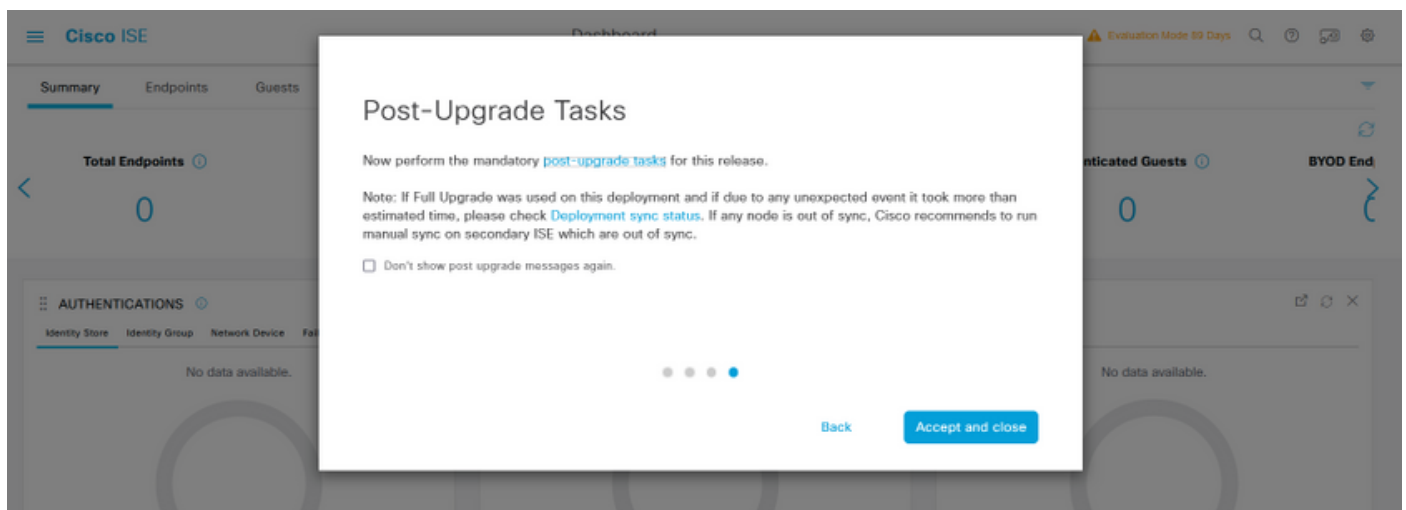 Cisco ISE
Dashboard
Evaluation Mode 89 Days
Summary Endpoints Guests
Total Endpoints
0
nticated Guests
0
BYOD End
Post-Upgrade Tasks
Now perform the mandatory post-upgrade tasks for this release.
Note: If Full Upgrade was used on this deployment and if due to any unexpected event it took more than
estimated time, please check Deployment sync status. If any node is out of sync, Cisco recommends to run
manual sync on secondary ISE which are out of sync.
Don't show post upgrade messages again.
Back
Accept and close
AUTHENTICATIONS
Identity Store Identity Group Network Device Fail
No data available.
No data available.